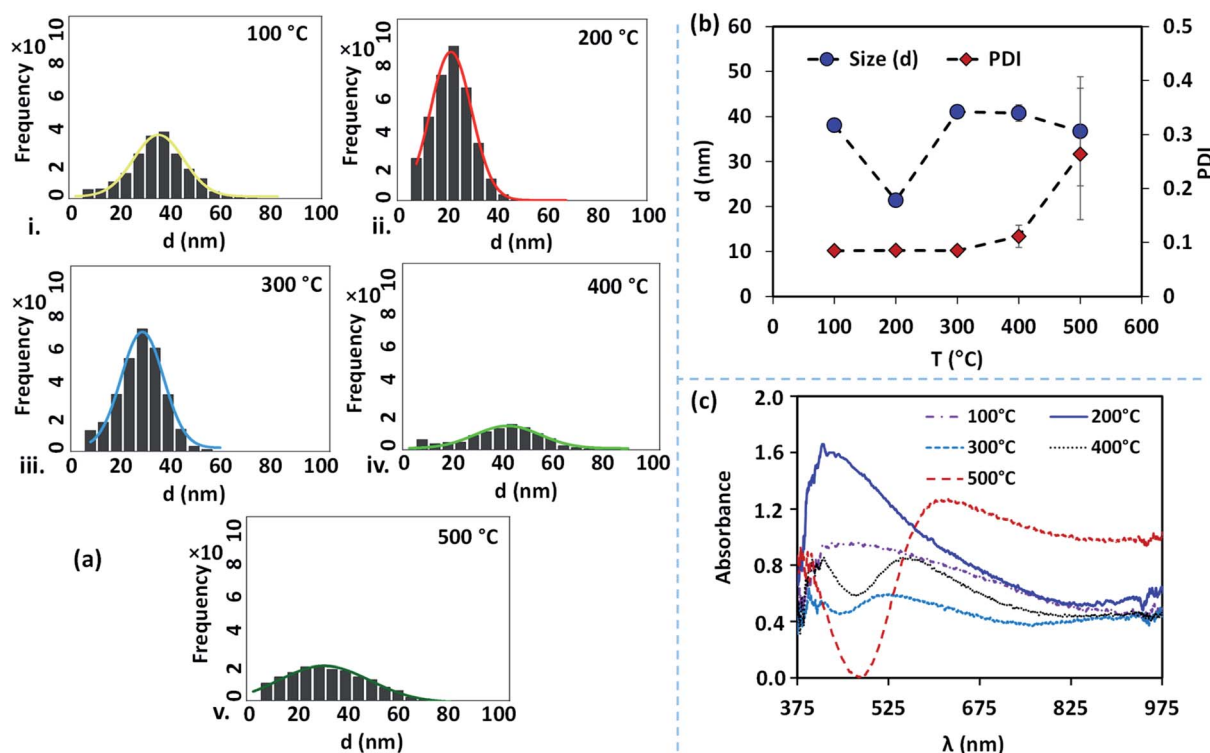 100 °C
Frequency ×10
0 2 4 6 8 10
0 20 40 60 80 100
i.
d (nm)
200 °C
Frequency ×10
0 2 4 6 8 10
0 20 40 60 80 100
ii.
d (nm)
300 °C
Frequency ×10
0 2 4 6 8 10
0 20 40 60 80 100
iii.
d (nm)
400 °C
Frequency ×10
0 2 4 6 8 10
0 20 40 60 80 100
iv.
d (nm)
(a)
500 °C
Frequency ×10
0 2 4 6 8 10
0 20 40 60 80 100
v.
d (nm)
(b)
Size (d) PDI
d (nm)
60
50
40
30
20
10
0
PDI
0.5
0.4
0.3
0.2
0.1
0
0 100 200 300 400 500 600
T (°C)
(c)
100°C 200°C
300°C 400°C
500°C
Absorbance
2.0
1.6
1.2
0.8
0.4
0.0
375 525 675 825 975
λ (nm)